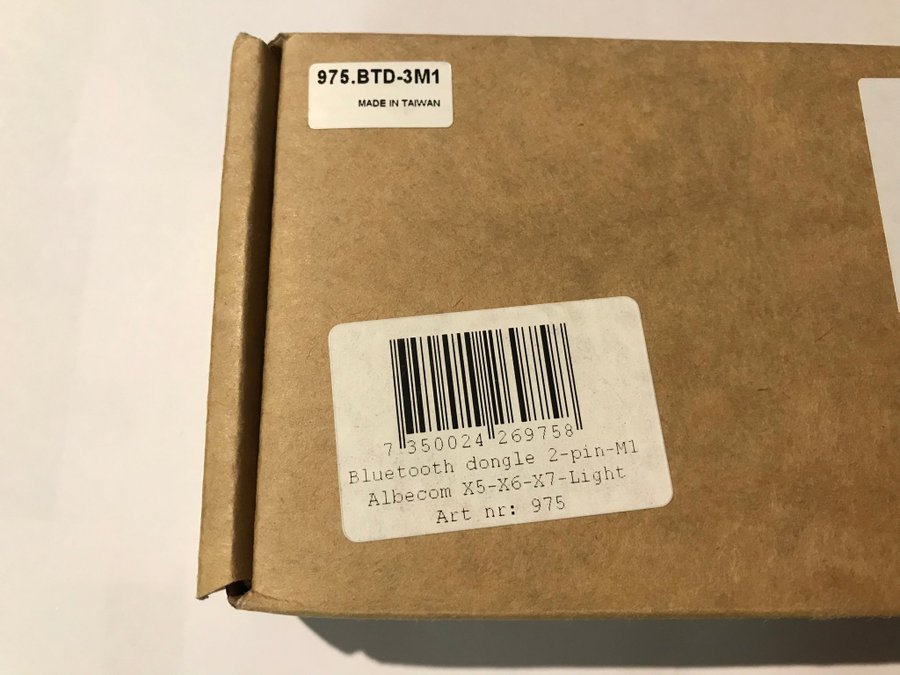 975.BTD-3M1
MADE IN TAIWAN
7 350024 269758
Bluetooth dongle 2-pin-M1
Albecom X5-X6-X7-Light
Art nr: 975